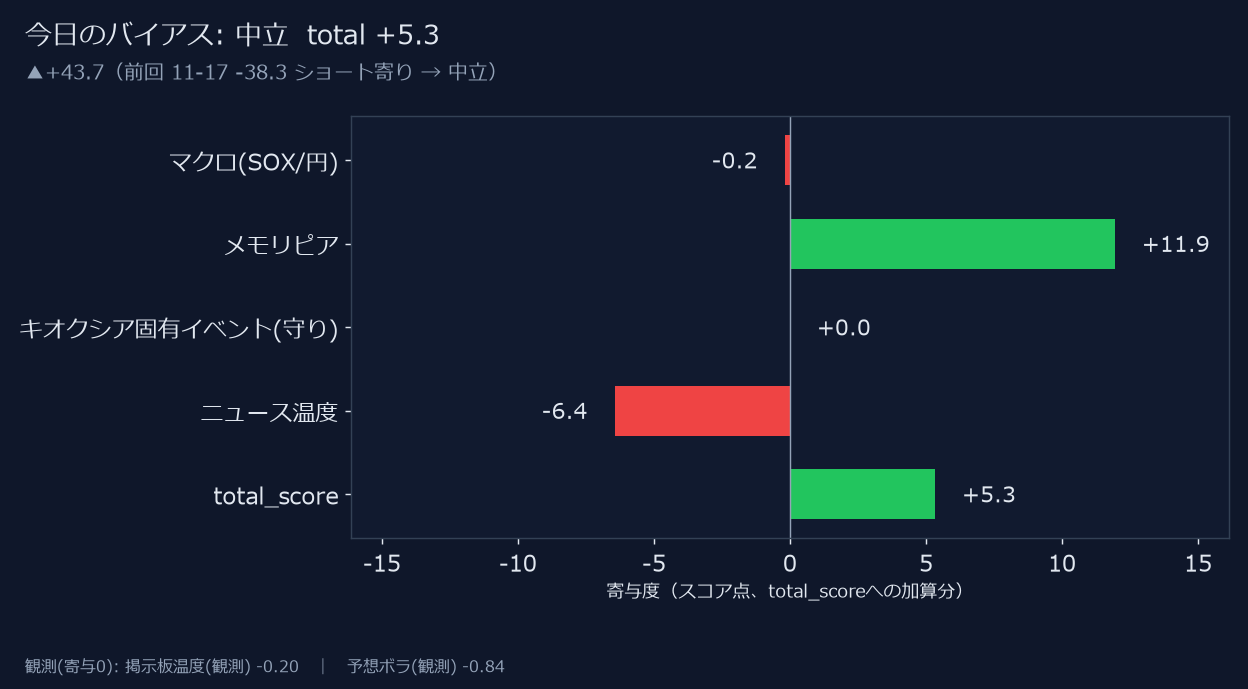 今日のバイアス: 中立 total +5.3
▲+43.7（前回 11-17 -38.3 ショート寄り → 中立）
マクロ(SOX/円)
-0.2
メモリピア
+11.9
キオクシア固有イベント(守り)
+0.0
ニュース温度
-6.4
total_score
+5.3
-15 -10 -5 0 5 10 15
寄与度（スコア点、total_scoreへの加算分）
観測(寄与0): 掲示板温度(観測) -0.20 ｜ 予想ボラ(観測) -0.84